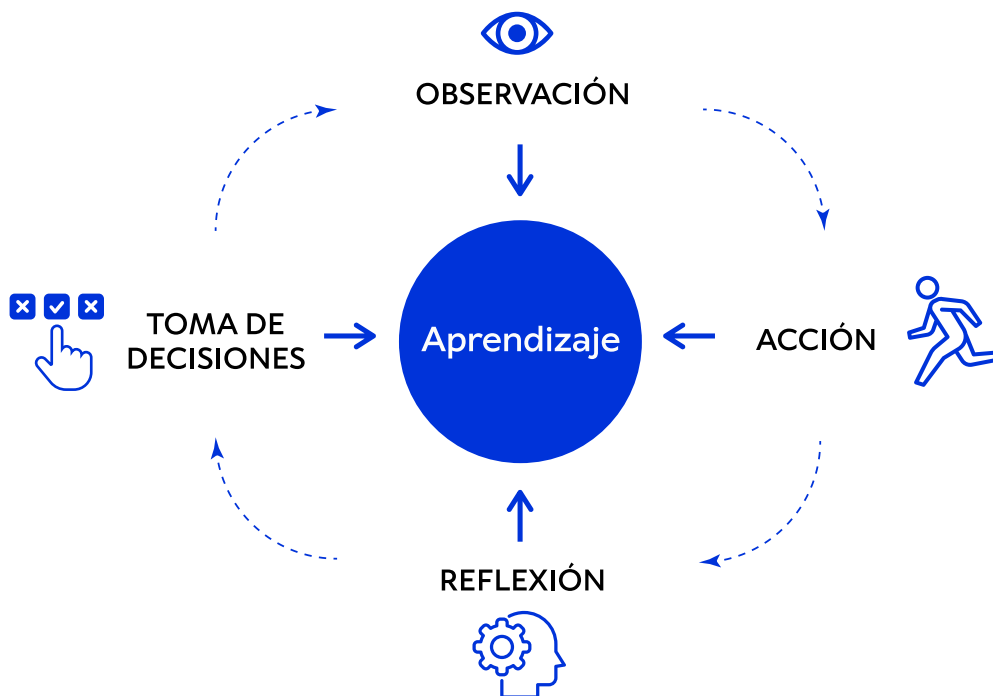 OBSERVACIÓN
TOMA DE
DECISIONES
Aprendizaje
ACCIÓN
REFLEXIÓN